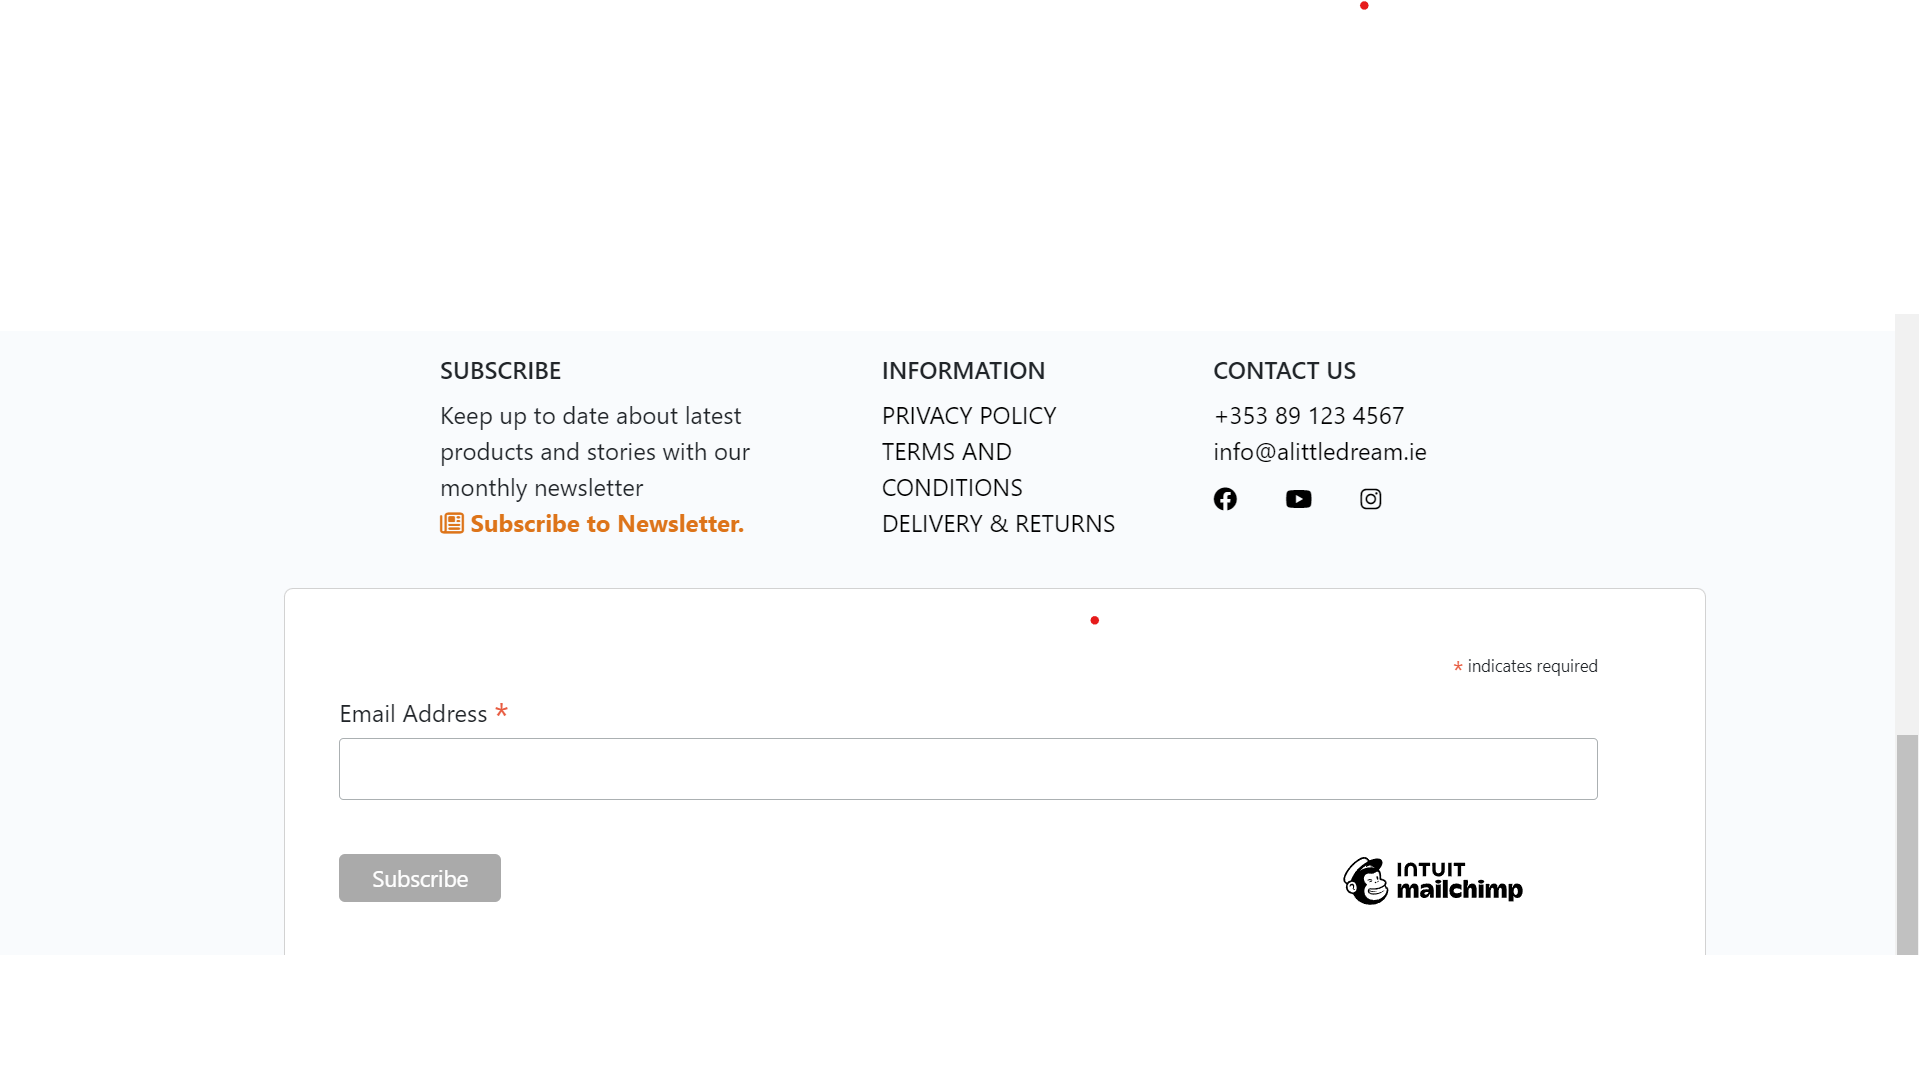 SUBSCRIBE
Keep up to date about latest
products and stories with our
monthly newsletter
Subscribe to Newsletter.
INFORMATION
PRIVACY POLICY
TERMS AND
CONDITIONS
DELIVERY & RETURNS
CONTACT US
+353 89 123 4567
info@alittledream.ie
* indicates required
Email Address *
Subscribe
INTUIT
mailchimp